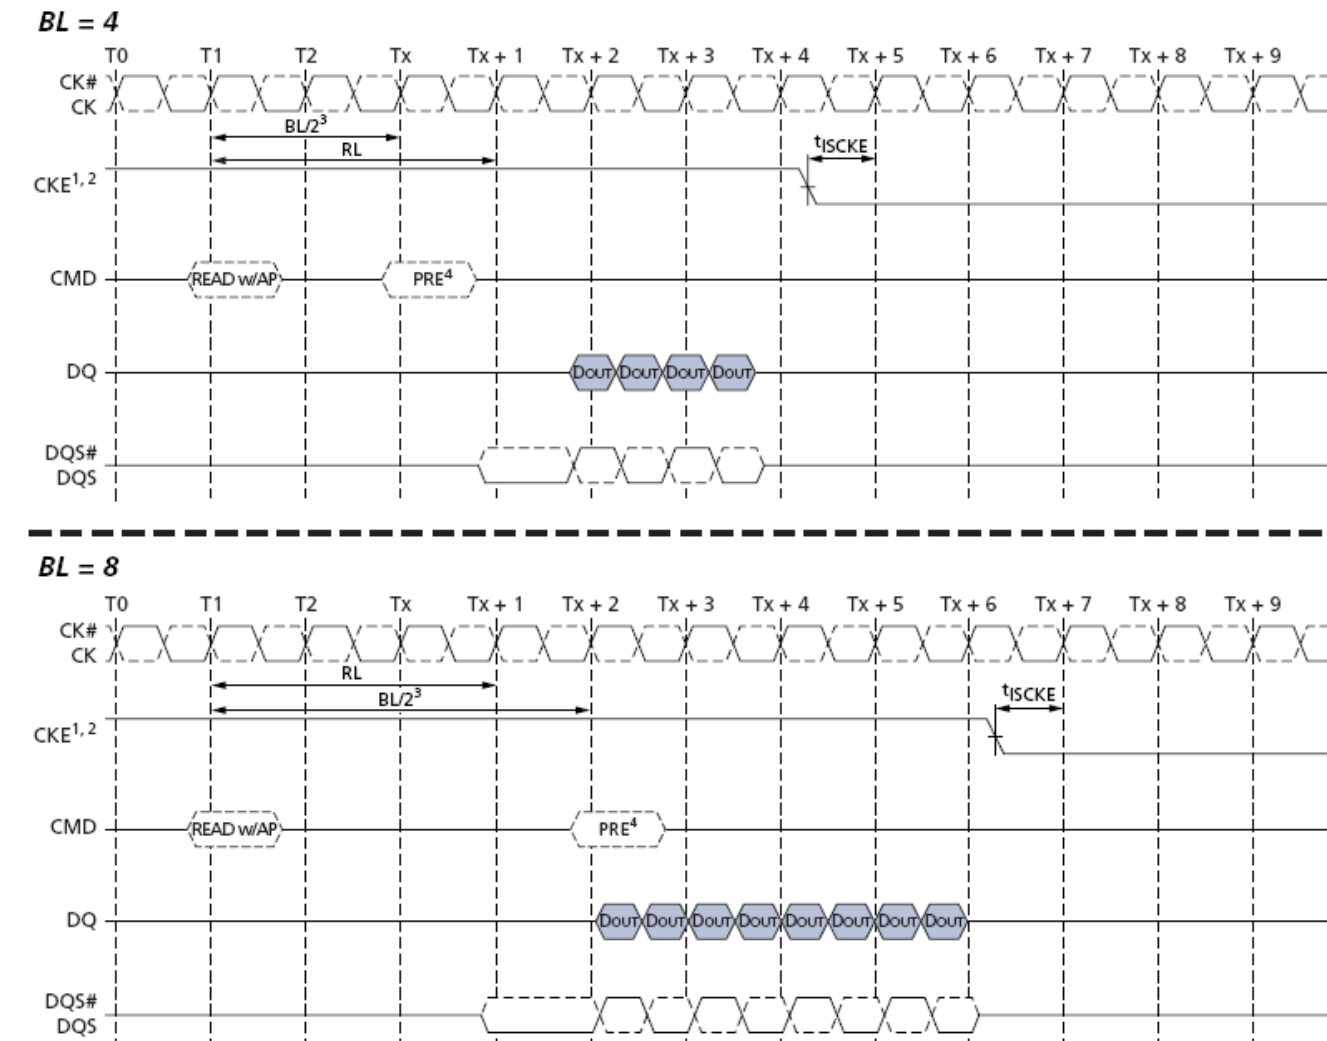 BL = 4
T0 T1 T2 Tx Tx + 1 Tx + 2 Tx + 3 Tx + 4 Tx + 5 Tx + 6 Tx + 7 Tx + 8 Tx + 9
CK#
CK
BL/2³
RL
tISCKE
CKE1, 2
CMD READ w/AP PRE⁴
DQ DOUT DOUT DOUT DOUT
DQS#
DQS
BL = 8
T0 T1 T2 Tx Tx + 1 Tx + 2 Tx + 3 Tx + 4 Tx + 5 Tx + 6 Tx + 7 Tx + 8 Tx + 9
CK#
CK
RL
BL/2³
tISCKE
CKE1, 2
CMD READ w/AP PRE⁴
DQ DOUT DOUT DOUT DOUT DOUT DOUT DOUT DOUT
DQS#
DQS